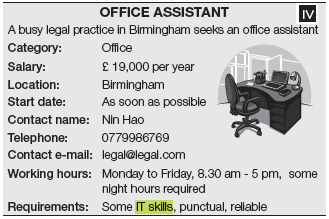 OFFICE ASSISTANT IV
A busy legal practice in Birmingham seeks an office assistant
Category: Office
Salary: £ 19,000 per year
Location: Birmingham
Start date: As soon as possible
Contact name: Nin Hao
Telephone: 0779986769
Contact e-mail: legal@legal.com
Working hours: Monday to Friday, 8.30 am - 5 pm, some
night hours required
Requirements: Some IT skills, punctual, reliable